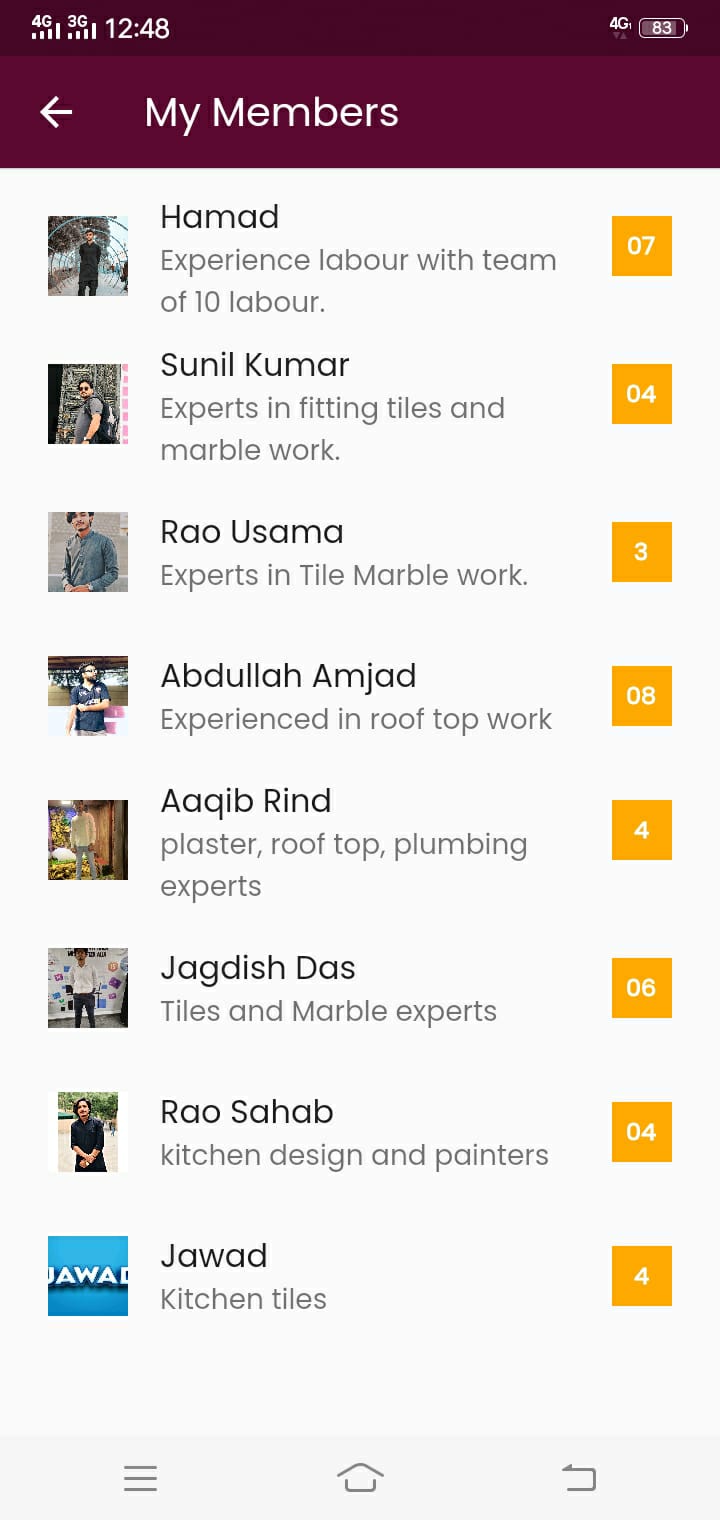 4G 3G 12:48 4G 83
My Members
Hamad
Experience labour with team
of 10 labour.
07
Sunil Kumar
Experts in fitting tiles and
marble work.
04
Rao Usama
Experts in Tile Marble work.
3
Abdullah Amjad
Experienced in roof top work
08
Aaqib Rind
plaster, roof top, plumbing
experts
4
Jagdish Das
Tiles and Marble experts
06
Rao Sahab
kitchen design and painters
04
JAWAD
Jawad
Kitchen tiles
4